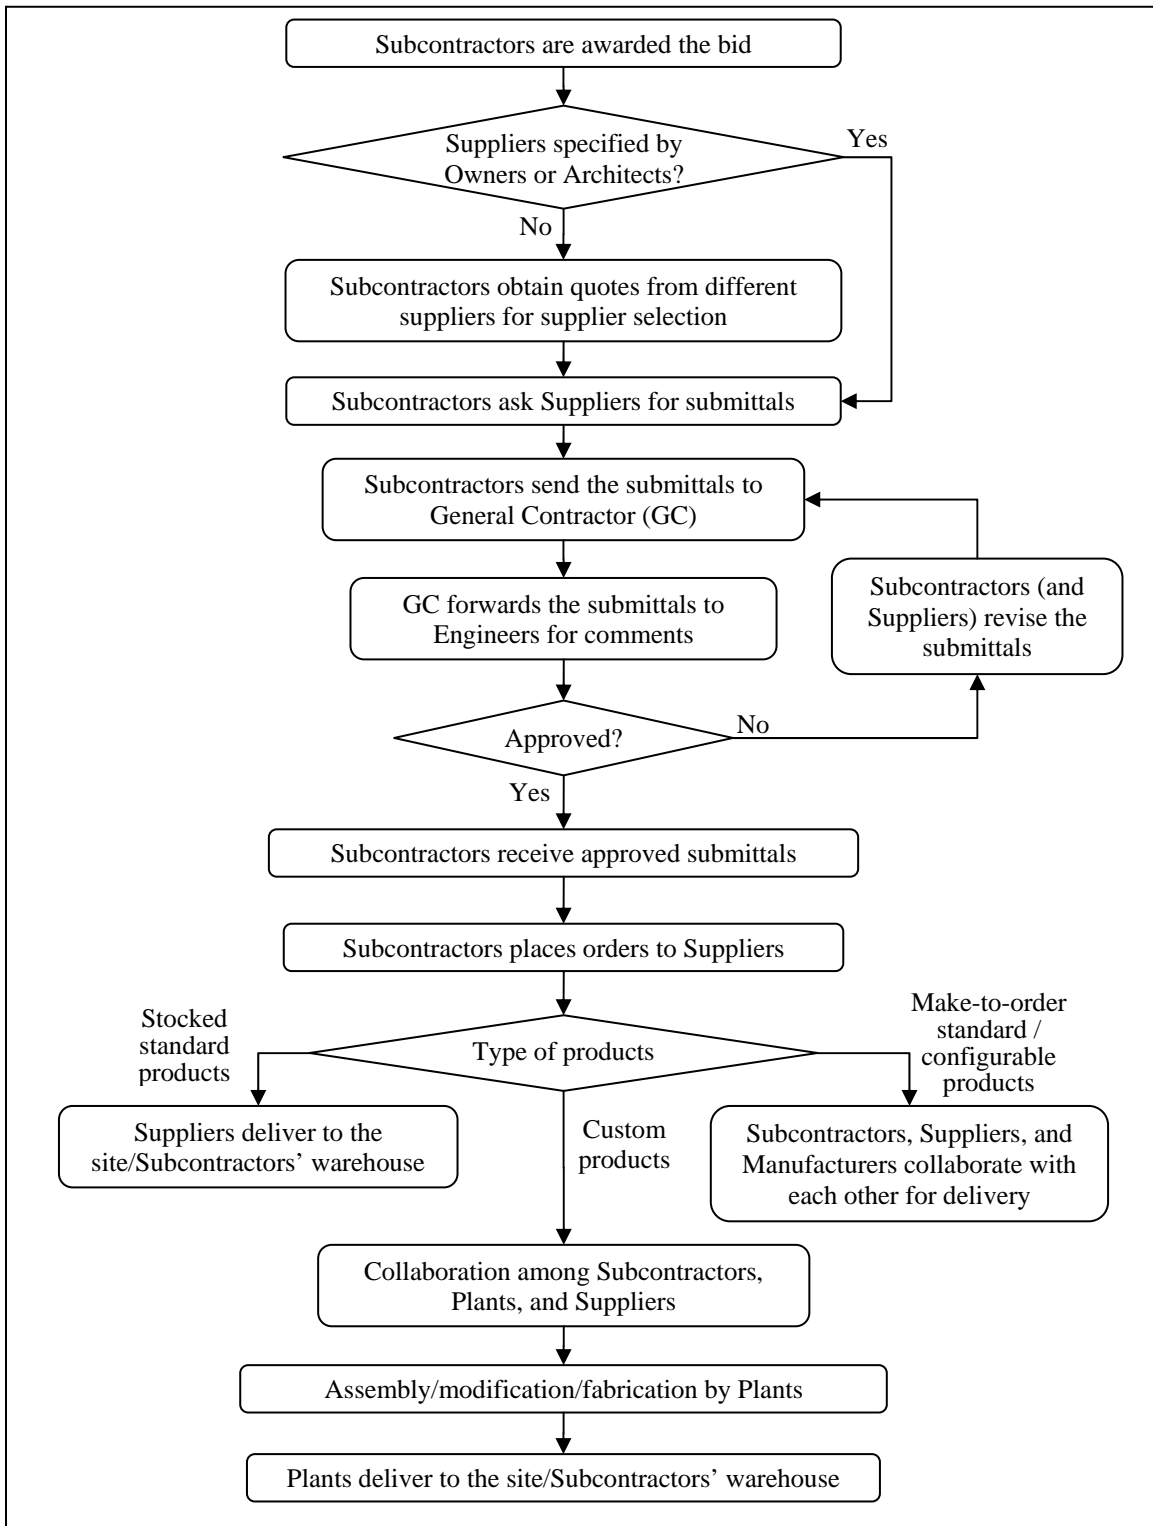 Subcontractors are awarded the bid
Suppliers specified by
Owners or Architects?
Yes
No
Subcontractors obtain quotes from different
suppliers for supplier selection
Subcontractors ask Suppliers for submittals
Subcontractors send the submittals to
General Contractor (GC)
GC forwards the submittals to
Engineers for comments
Subcontractors (and
Suppliers) revise the
submittals
Approved?
No
Yes
Subcontractors receive approved submittals
Subcontractors places orders to Suppliers
Stocked
standard
products
Type of products
Make-to-order
standard /
configurable
products
Suppliers deliver to the
site/Subcontractors’ warehouse
Custom
products
Subcontractors, Suppliers, and
Manufacturers collaborate with
each other for delivery
Collaboration among Subcontractors,
Plants, and Suppliers
Assembly/modification/fabrication by Plants
Plants deliver to the site/Subcontractors’ warehouse